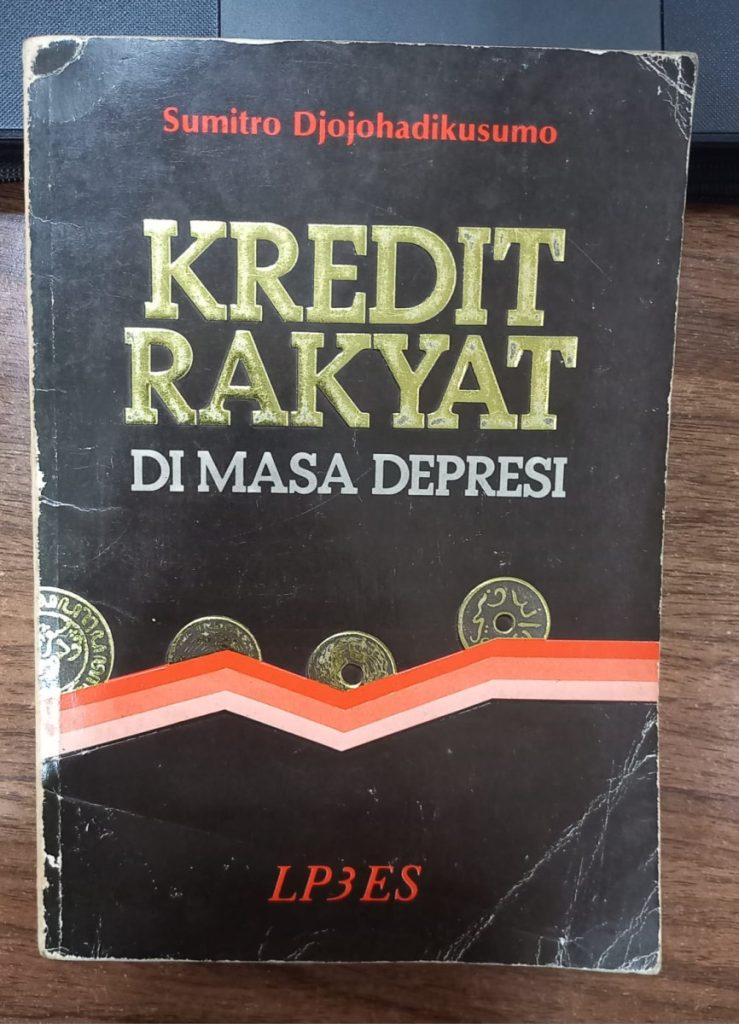 Sumitro Djojohadikusumo
KREDIT
RAKYAT
DI MASA DEPRESI
LP3ES